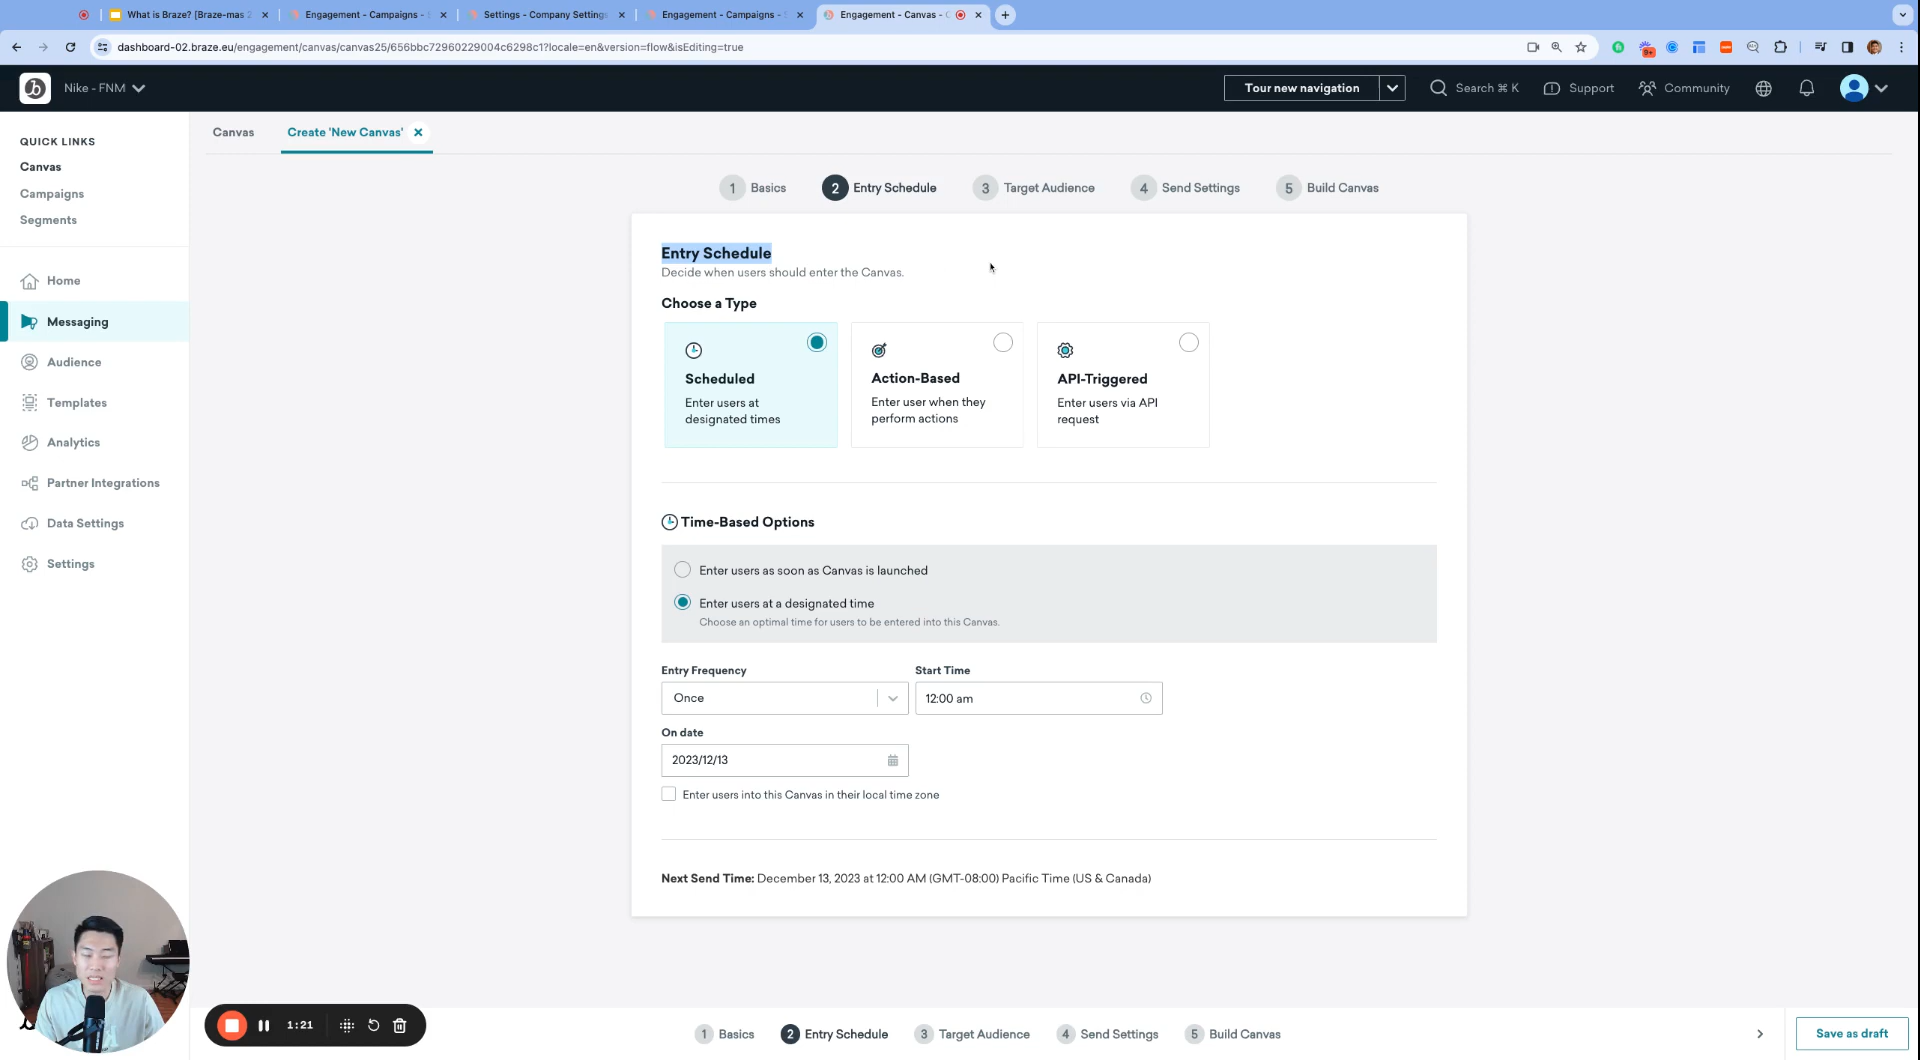 What is Braze? [Braze-mas 2
Engagement - Campaigns - S
Settings - Company Settings
Engagement - Campaigns - S
Engagement - Canvas - C
dashboard-02.braze.eu/engagement/canvas/canvas25/656bbc72960229004c6298c1?locale=en&version=flow&isEditing=true
Nike - FNM
Tour new navigation
Search ⌘ K
Support
Community
QUICK LINKS
Canvas
Campaigns
Segments
Home
Messaging
Audience
Templates
Analytics
Partner Integrations
Data Settings
Settings
Canvas
Create 'New Canvas'
1 Basics
2 Entry Schedule
3 Target Audience
4 Send Settings
5 Build Canvas
Entry Schedule
Decide when users should enter the Canvas.
Choose a Type
Scheduled
Enter users at
designated times
Action-Based
Enter user when they
perform actions
API-Triggered
Enter users via API
request
Time-Based Options
Enter users as soon as Canvas is launched
Enter users at a designated time
Choose an optimal time for users to be entered into this Canvas.
Entry Frequency
Once
Start Time
12:00 am
On date
2023/12/13
Enter users into this Canvas in their local time zone
Next Send Time: December 13, 2023 at 12:00 AM (GMT-08:00) Pacific Time (US & Canada)
1:21
1 Basics
2 Entry Schedule
3 Target Audience
4 Send Settings
5 Build Canvas
Save as draft